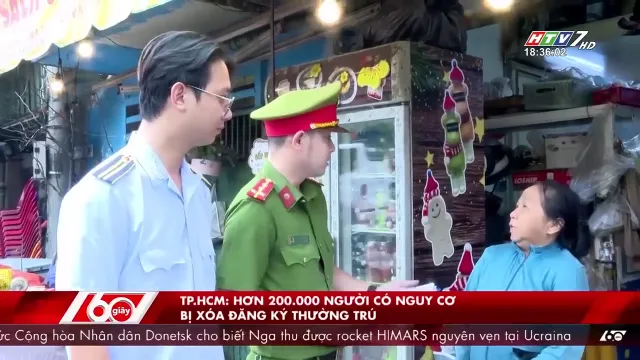 HTV7 HD
18:36:02
60 giây
TP.HCM: HƠN 200.000 NGƯỜI CÓ NGUY CƠ
BỊ XÓA ĐĂNG KÝ THƯỜNG TRÚ
ức Cộng hòa Nhân dân Donetsk cho biết Nga thu được rocket HIMARS nguyên vẹn tại Ucraina